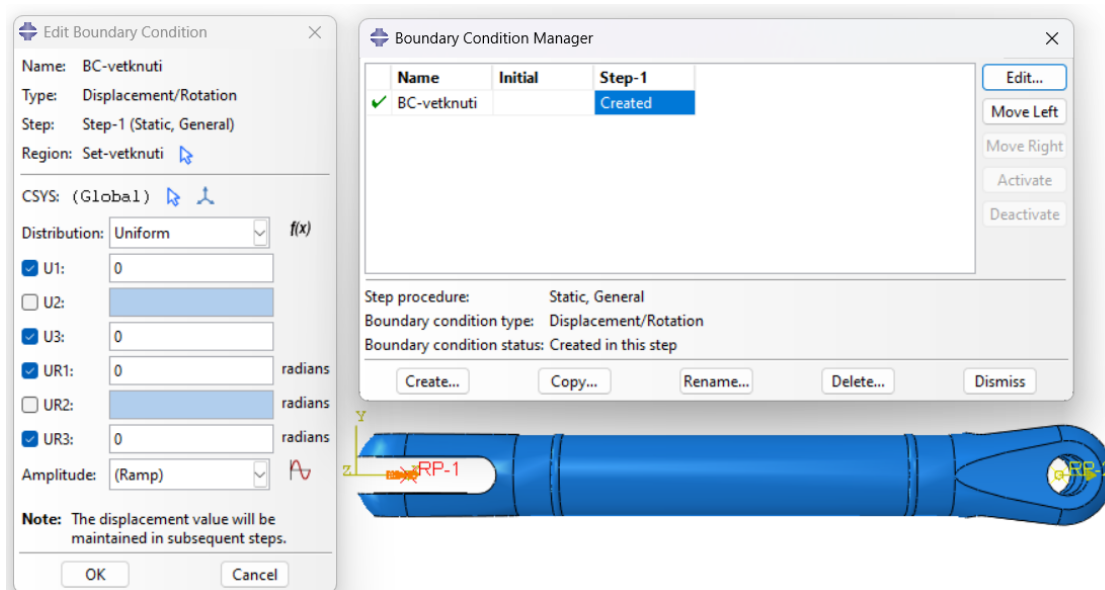 Edit Boundary Condition
Name: BC-vetknuti
Type: Displacement/Rotation
Step: Step-1 (Static, General)
Region: Set-vetknuti
CSYS: (Global)
Distribution: Uniform f(x)
U1: 0
U2:
U3: 0
UR1: 0 radians
UR2: radians
UR3: 0 radians
Amplitude: (Ramp)
Note: The displacement value will be
maintained in subsequent steps.
OK Cancel
Boundary Condition Manager
Name Initial Step-1
BC-vetknuti Created
Edit...
Move Left
Move Right
Activate
Deactivate
Step procedure: Static, General
Boundary condition type: Displacement/Rotation
Boundary condition status: Created in this step
Create... Copy... Rename... Delete... Dismiss
Y
Z
RP-1